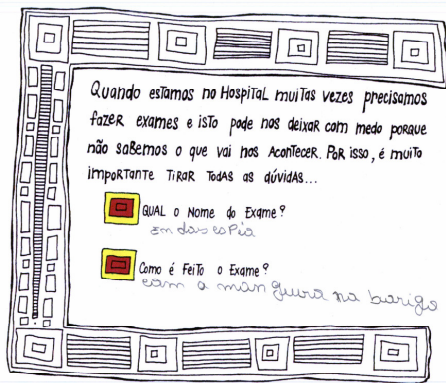 Quando estamos no Hospital muitas vezes precisamos
fazer exames e isto pode nos deixar com medo porque
não sabemos o que vai nos acontecer. Por isso, é muito
importante tirar todas as dúvidas...
Qual o nome do exame?
endoscopia
Como é feito o exame?
com a manguera na bariga